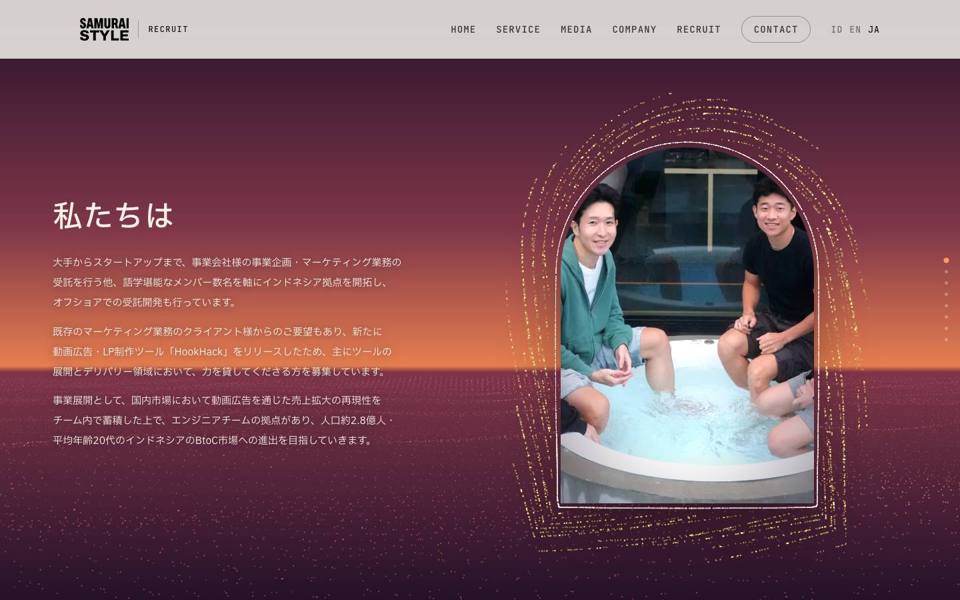 SAMURAI
STYLE
RECRUIT
HOME
SERVICE
MEDIA
COMPANY
RECRUIT
CONTACT
ID EN JA
私たちは
大手からスタートアップまで、事業会社様の事業企画・マーケティング業務の
受託を行う他、語学堪能なメンバー数名を軸にインドネシア拠点を開拓し、
オフショアでの受託開発も行っています。
既存のマーケティング業務のクライアント様からのご要望もあり、新たに
動画広告・LP制作ツール「HookHack」をリリースしたため、主にツールの
展開とデリバリー領域において、力を貸してくださる方を募集しています。
事業展開として、国内市場において動画広告を通じた売上拡大の再現性を
チーム内で蓄積した上で、エンジニアチームの拠点があり、人口約2.8億人・
平均年齢20代のインドネシアのBtoC市場への進出を目指していきます。